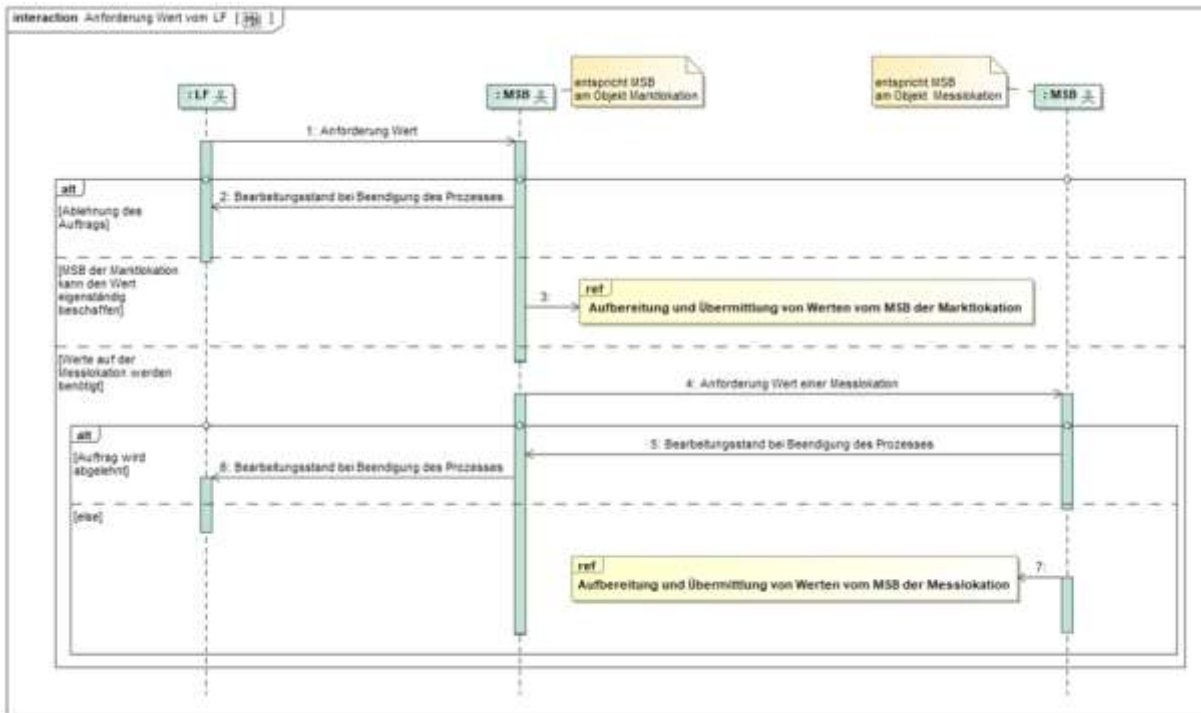 interaction Anforderung Wert vom LF [ ]
entspricht MSB
am Objekt Marktlokation
entspricht MSB
am Objekt Messlokation
: LF
: MSB
: MSB
1: Anforderung Wert
alt
2: Bearbeitungsstand bei Beendigung des Prozesses
[Ablehnung des
Auftrags]
[MSB der Marktlokation
kann den Wert
eigenständig
beschaffen]
3:
ref
Aufbereitung und Übermittlung von Werten vom MSB der Marktlokation
[Werte auf der
Messlokation werden
benötigt]
4: Anforderung Wert einer Messlokation
alt
5: Bearbeitungsstand bei Beendigung des Prozesses
[Auftrag wird
abgelehnt]
6: Bearbeitungsstand bei Beendigung des Prozesses
[else]
ref
7:
Aufbereitung und Übermittlung von Werten vom MSB der Messlokation